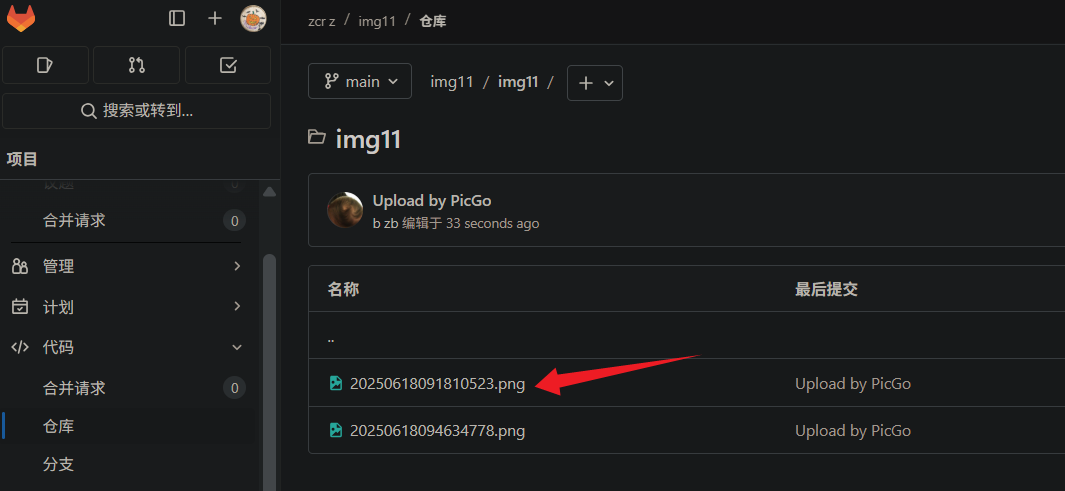 zcr z / img11 / 仓库
搜索或转到...
项目
合并请求 0
管理
计划
代码
合并请求 0
仓库
分支
main
img11 / img11 /
img11
Upload by PicGo
b zb 编辑于 33 seconds ago
名称 最后提交
..
20250618091810523.png Upload by PicGo
20250618094634778.png Upload by PicGo